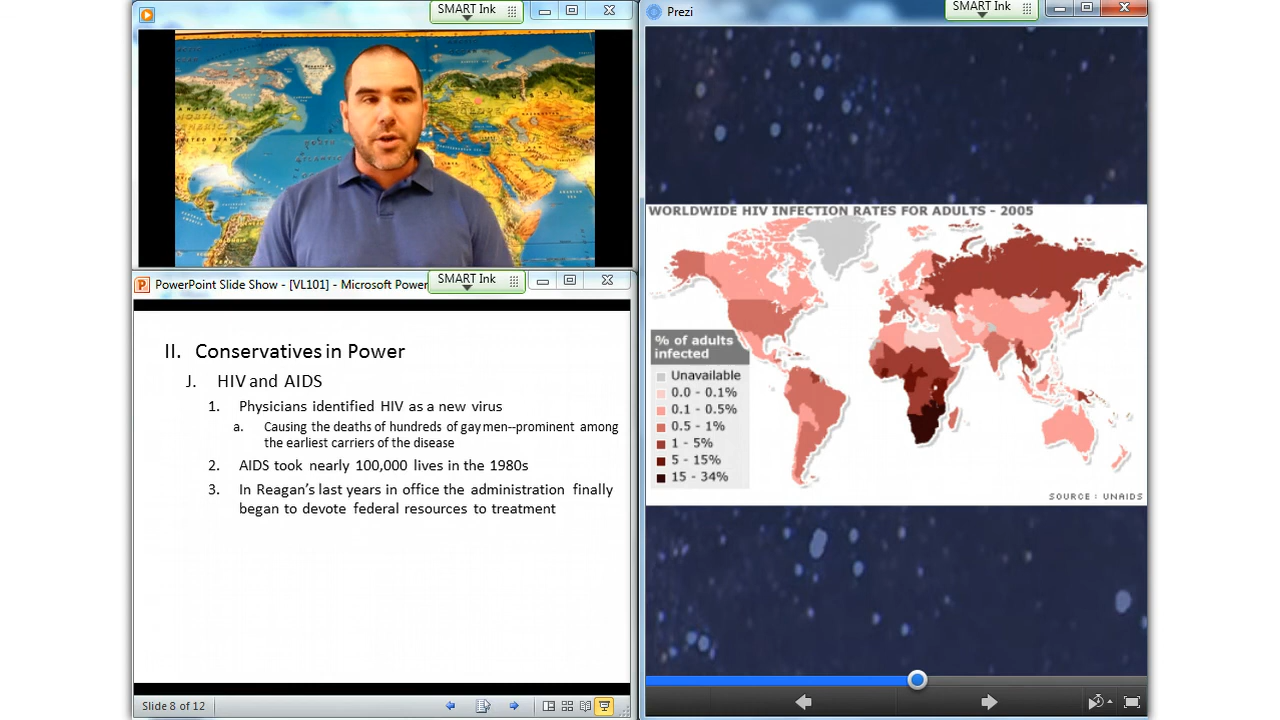 SMART Ink
PowerPoint Slide Show - [VL101] - Microsoft Power
SMART Ink
II. Conservatives in Power
J. HIV and AIDS
1. Physicians identified HIV as a new virus
a. Causing the deaths of hundreds of gay men--prominent among
the earliest carriers of the disease
2. AIDS took nearly 100,000 lives in the 1980s
3. In Reagan's last years in office the administration finally
began to devote federal resources to treatment
Slide 8 of 12
Prezi
SMART Ink
WORLDWIDE HIV INFECTION RATES FOR ADULTS - 2005
% of adults
infected
Unavailable
0.0 - 0.1%
0.1 - 0.5%
0.5 - 1%
1 - 5%
5 - 15%
15 - 34%
SOURCE : UNAIDS